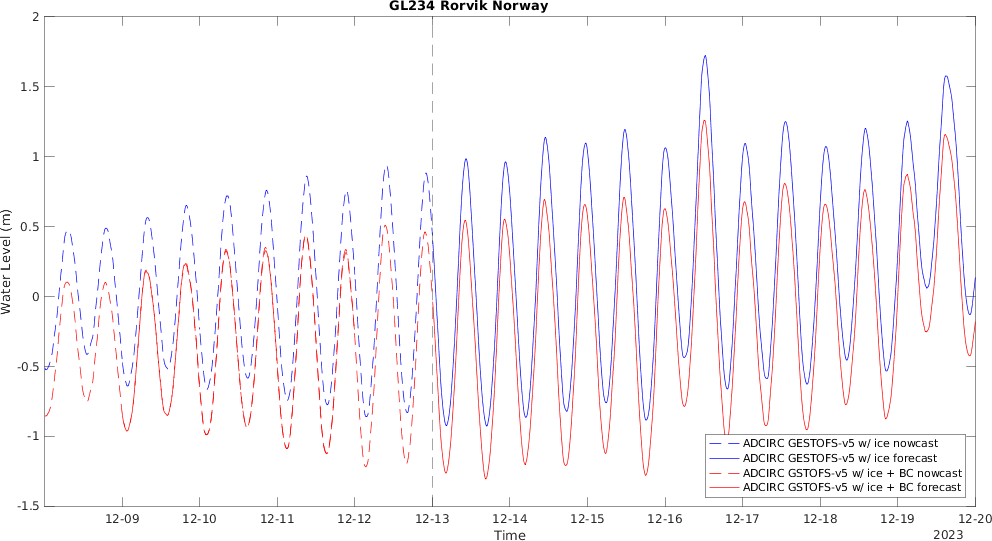 GL234 Rorvik Norway
2
1.5
1
0.5
0
-0.5
-1
-1.5
Water Level (m)
ADCIRC GESTOFS-v5 w/ ice nowcast
ADCIRC GESTOFS-v5 w/ ice forecast
ADCIRC GSTOFS-v5 w/ ice + BC nowcast
ADCIRC GSTOFS-v5 w/ ice + BC forecast
12-09 12-10 12-11 12-12 12-13 12-14 12-15 12-16 12-17 12-18 12-19 12-20
Time
2023